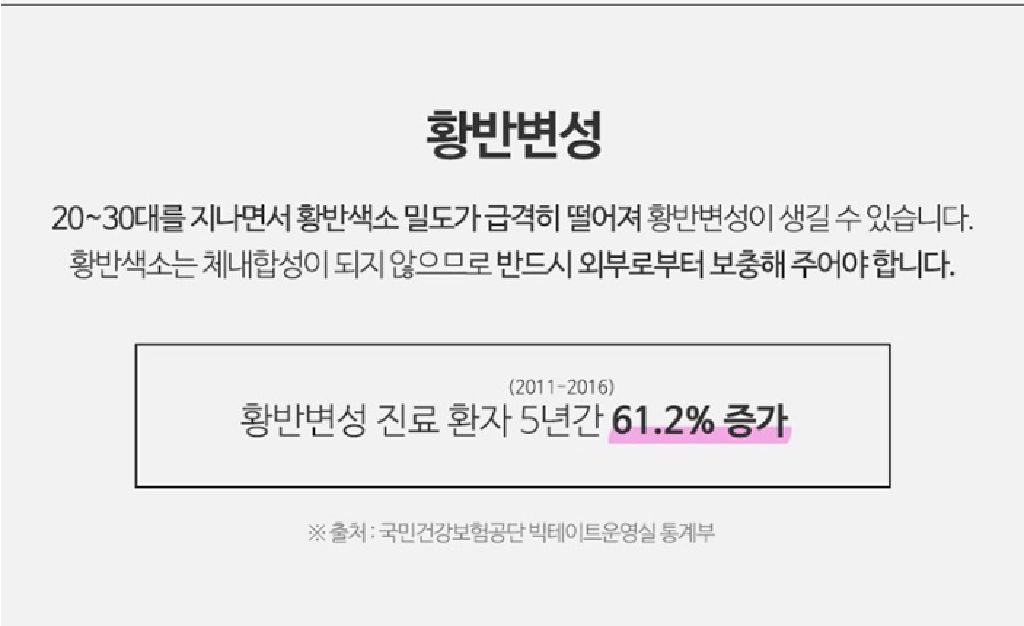 황반변성
20~30대를 지나면서 황반색소 밀도가 급격히 떨어져 황반변성이 생길 수 있습니다.
황반색소는 체내합성이 되지 않으므로 반드시 외부로부터 보충해 주어야 합니다.
(2011-2016)
황반변성 진료 환자 5년간 61.2% 증가
※ 출처 : 국민건강보험공단 빅테이트운영실 통계부